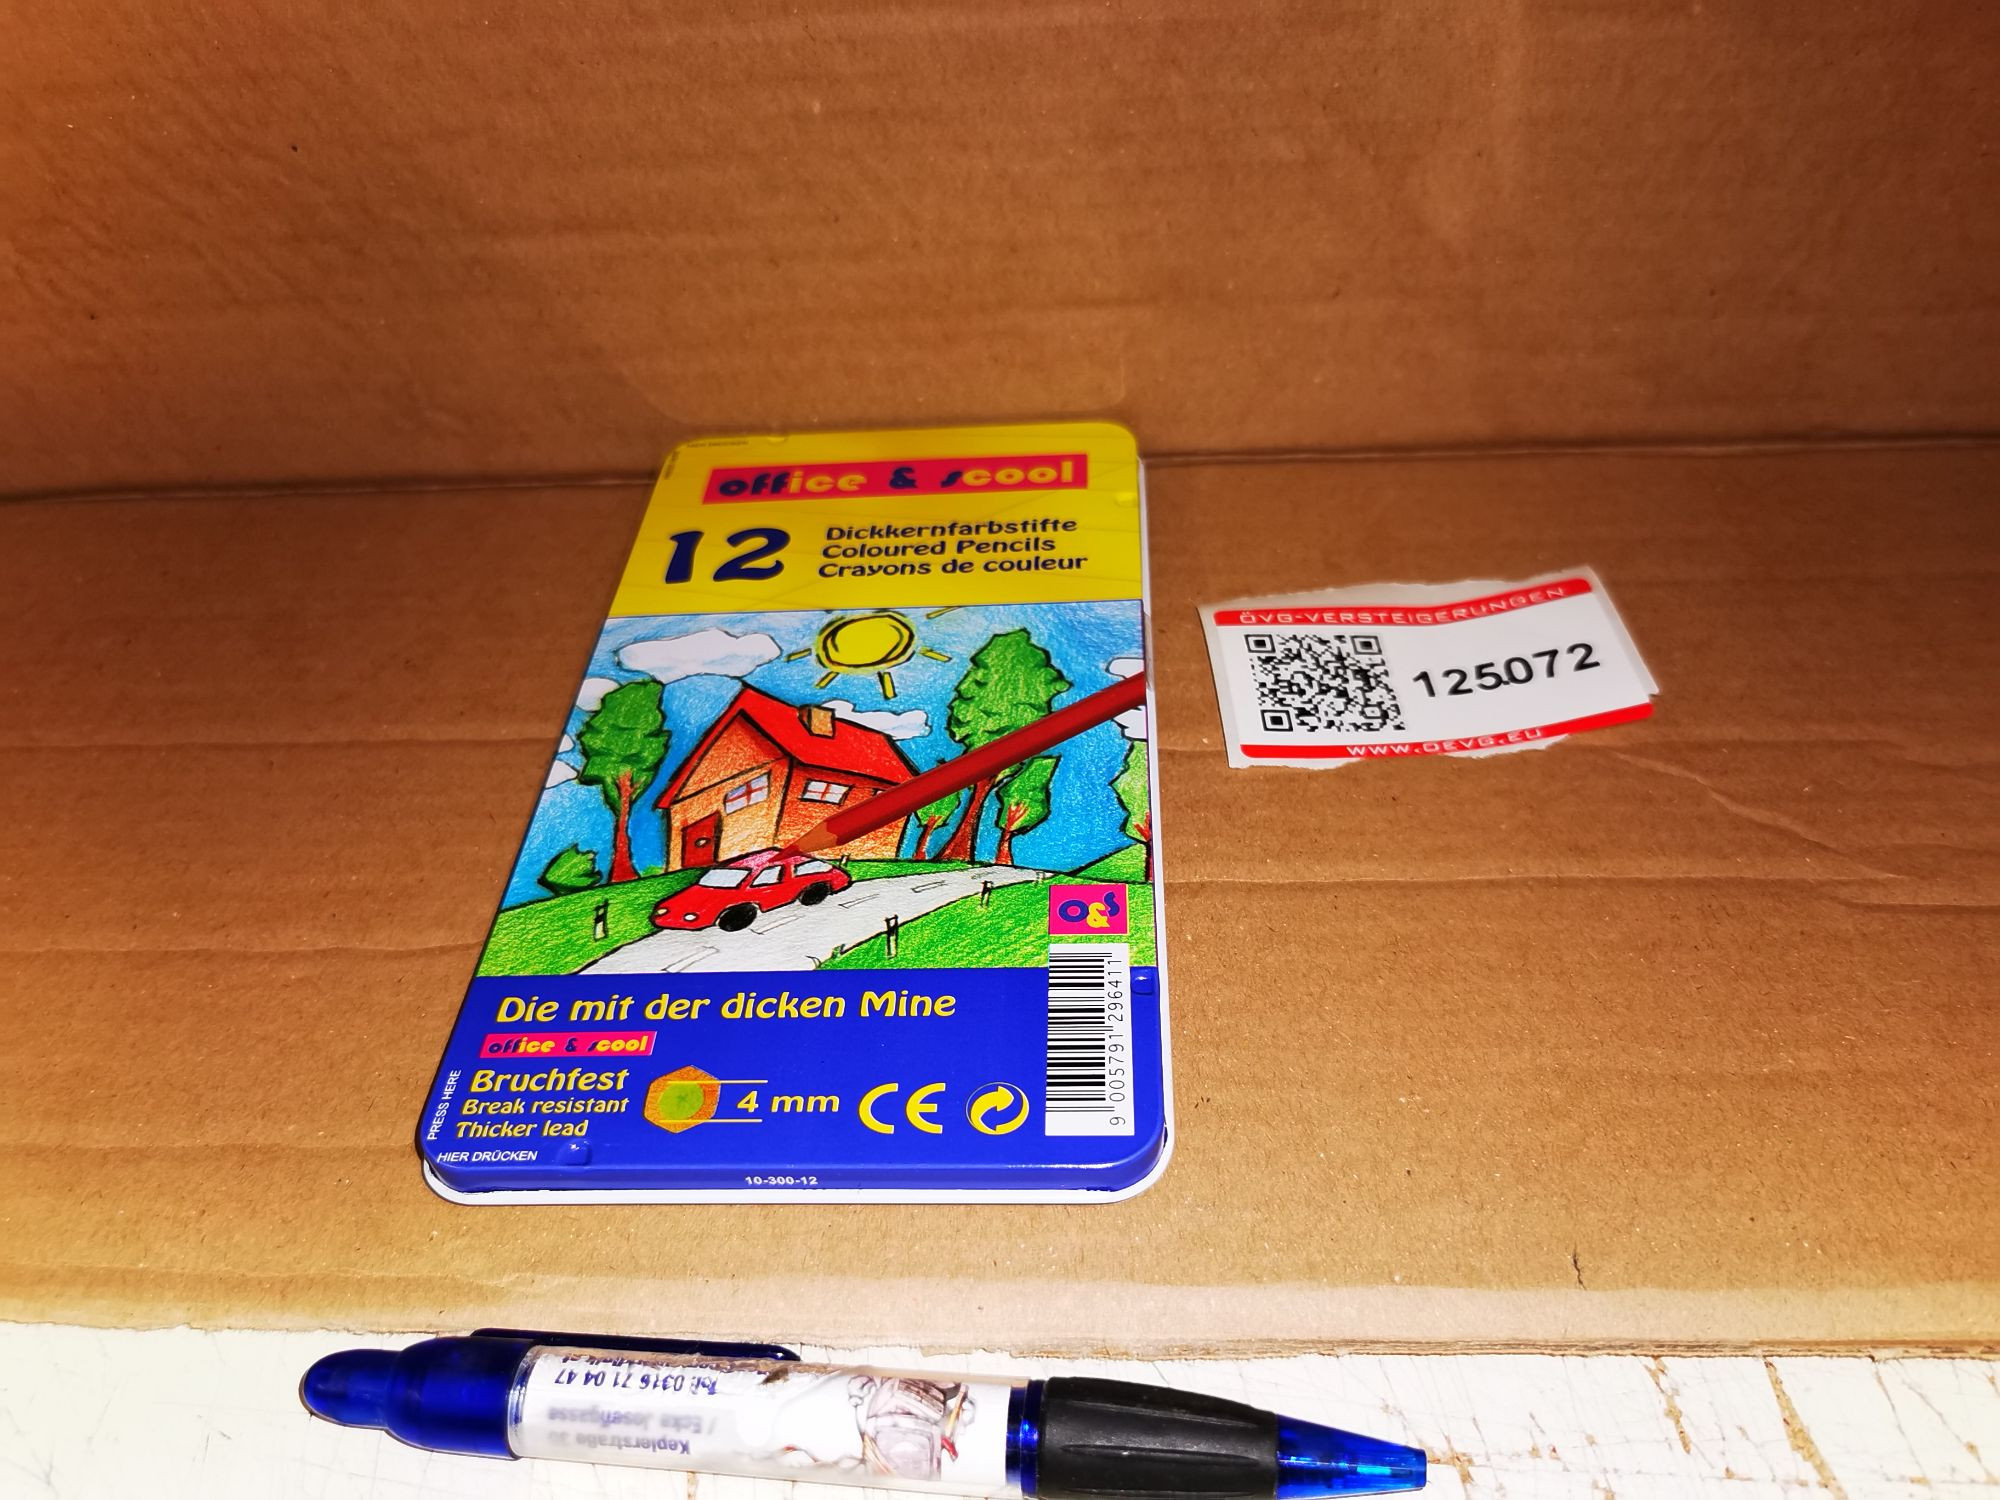 office & scool
12
Dickkernfarbstifte
Coloured Pencils
Crayons de couleur
O&S
Die mit der dicken Mine
office & scool
Bruchfest
Break resistant
Thicker lead
4 mm
CE
9 005791 296411
PRESS HERE
HIER DRÜCKEN
10-300-12
ÖVG-VERSTEIGERUNGEN
125072
WWW.OEVG.EU
Keplerstraße
/ Ecke Josefigasse
Tel: 0316 71 04 47